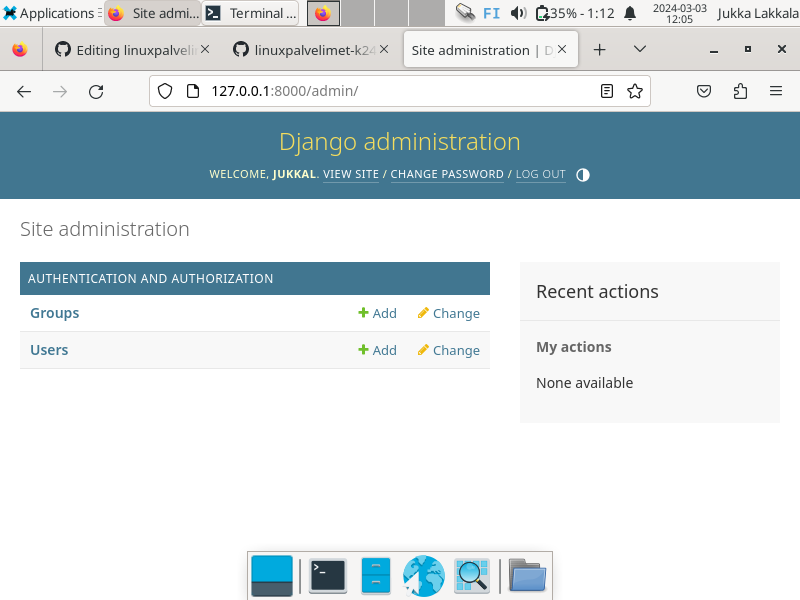 Applications Site admi... Terminal ... FI 35% - 1:12 2024-03-03 Jukka Lakkala
12:05
Editing linuxpalveli linuxpalvelimet-k24 Site administration | D
127.0.0.1:8000/admin/
Django administration
WELCOME, JUKKAL. VIEW SITE / CHANGE PASSWORD / LOG OUT
Site administration
AUTHENTICATION AND AUTHORIZATION
Groups Add Change
Users Add Change
Recent actions
My actions
None available